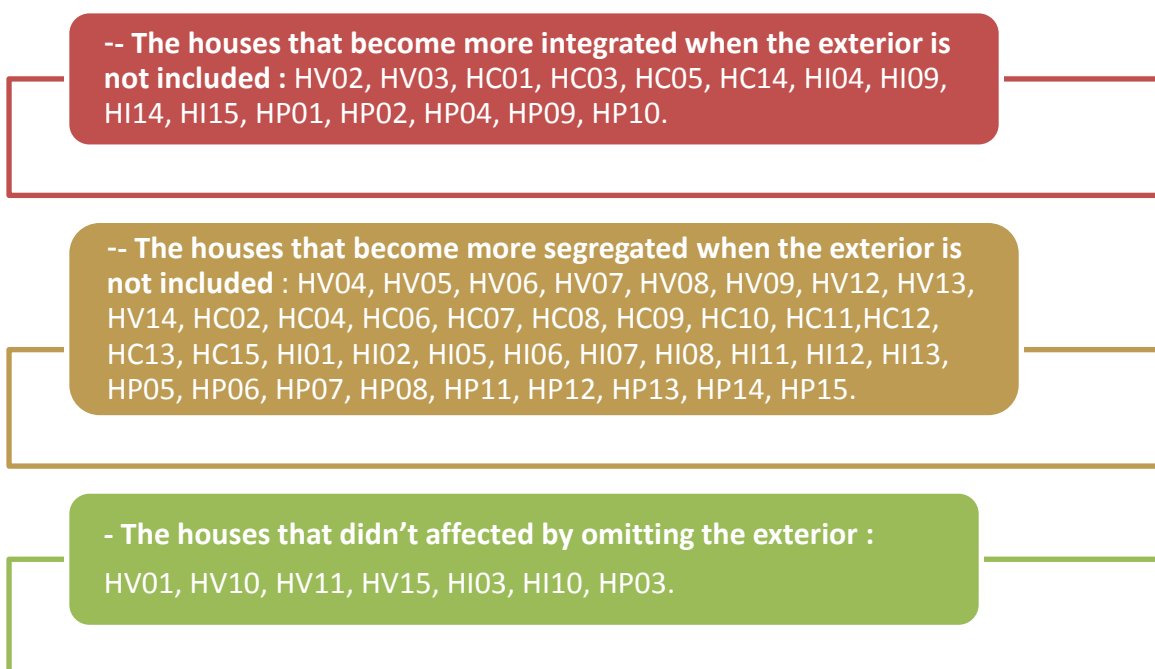 -- The houses that become more integrated when the exterior is
not included : HV02, HV03, HC01, HC03, HC05, HC14, HI04, HI09,
HI14, HI15, HP01, HP02, HP04, HP09, HP10.
-- The houses that become more segregated when the exterior is
not included : HV04, HV05, HV06, HV07, HV08, HV09, HV12, HV13,
HV14, HC02, HC04, HC06, HC07, HC08, HC09, HC10, HC11,HC12,
HC13, HC15, HI01, HI02, HI05, HI06, HI07, HI08, HI11, HI12, HI13,
HP05, HP06, HP07, HP08, HP11, HP12, HP13, HP14, HP15.
- The houses that didn’t affected by omitting the exterior :
HV01, HV10, HV11, HV15, HI03, HI10, HP03.